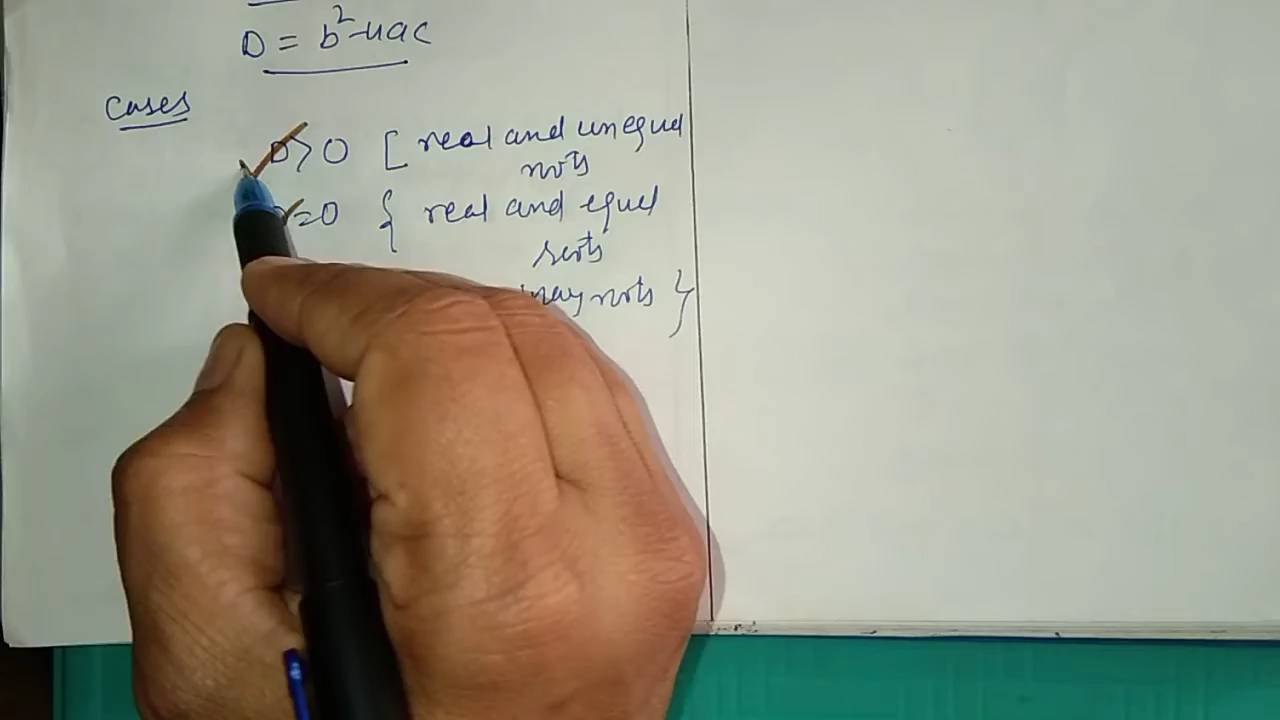 D = b²-4ac
Cases
D>0 [real and unequal
roots
D=0 { real and equal
roots
roots }